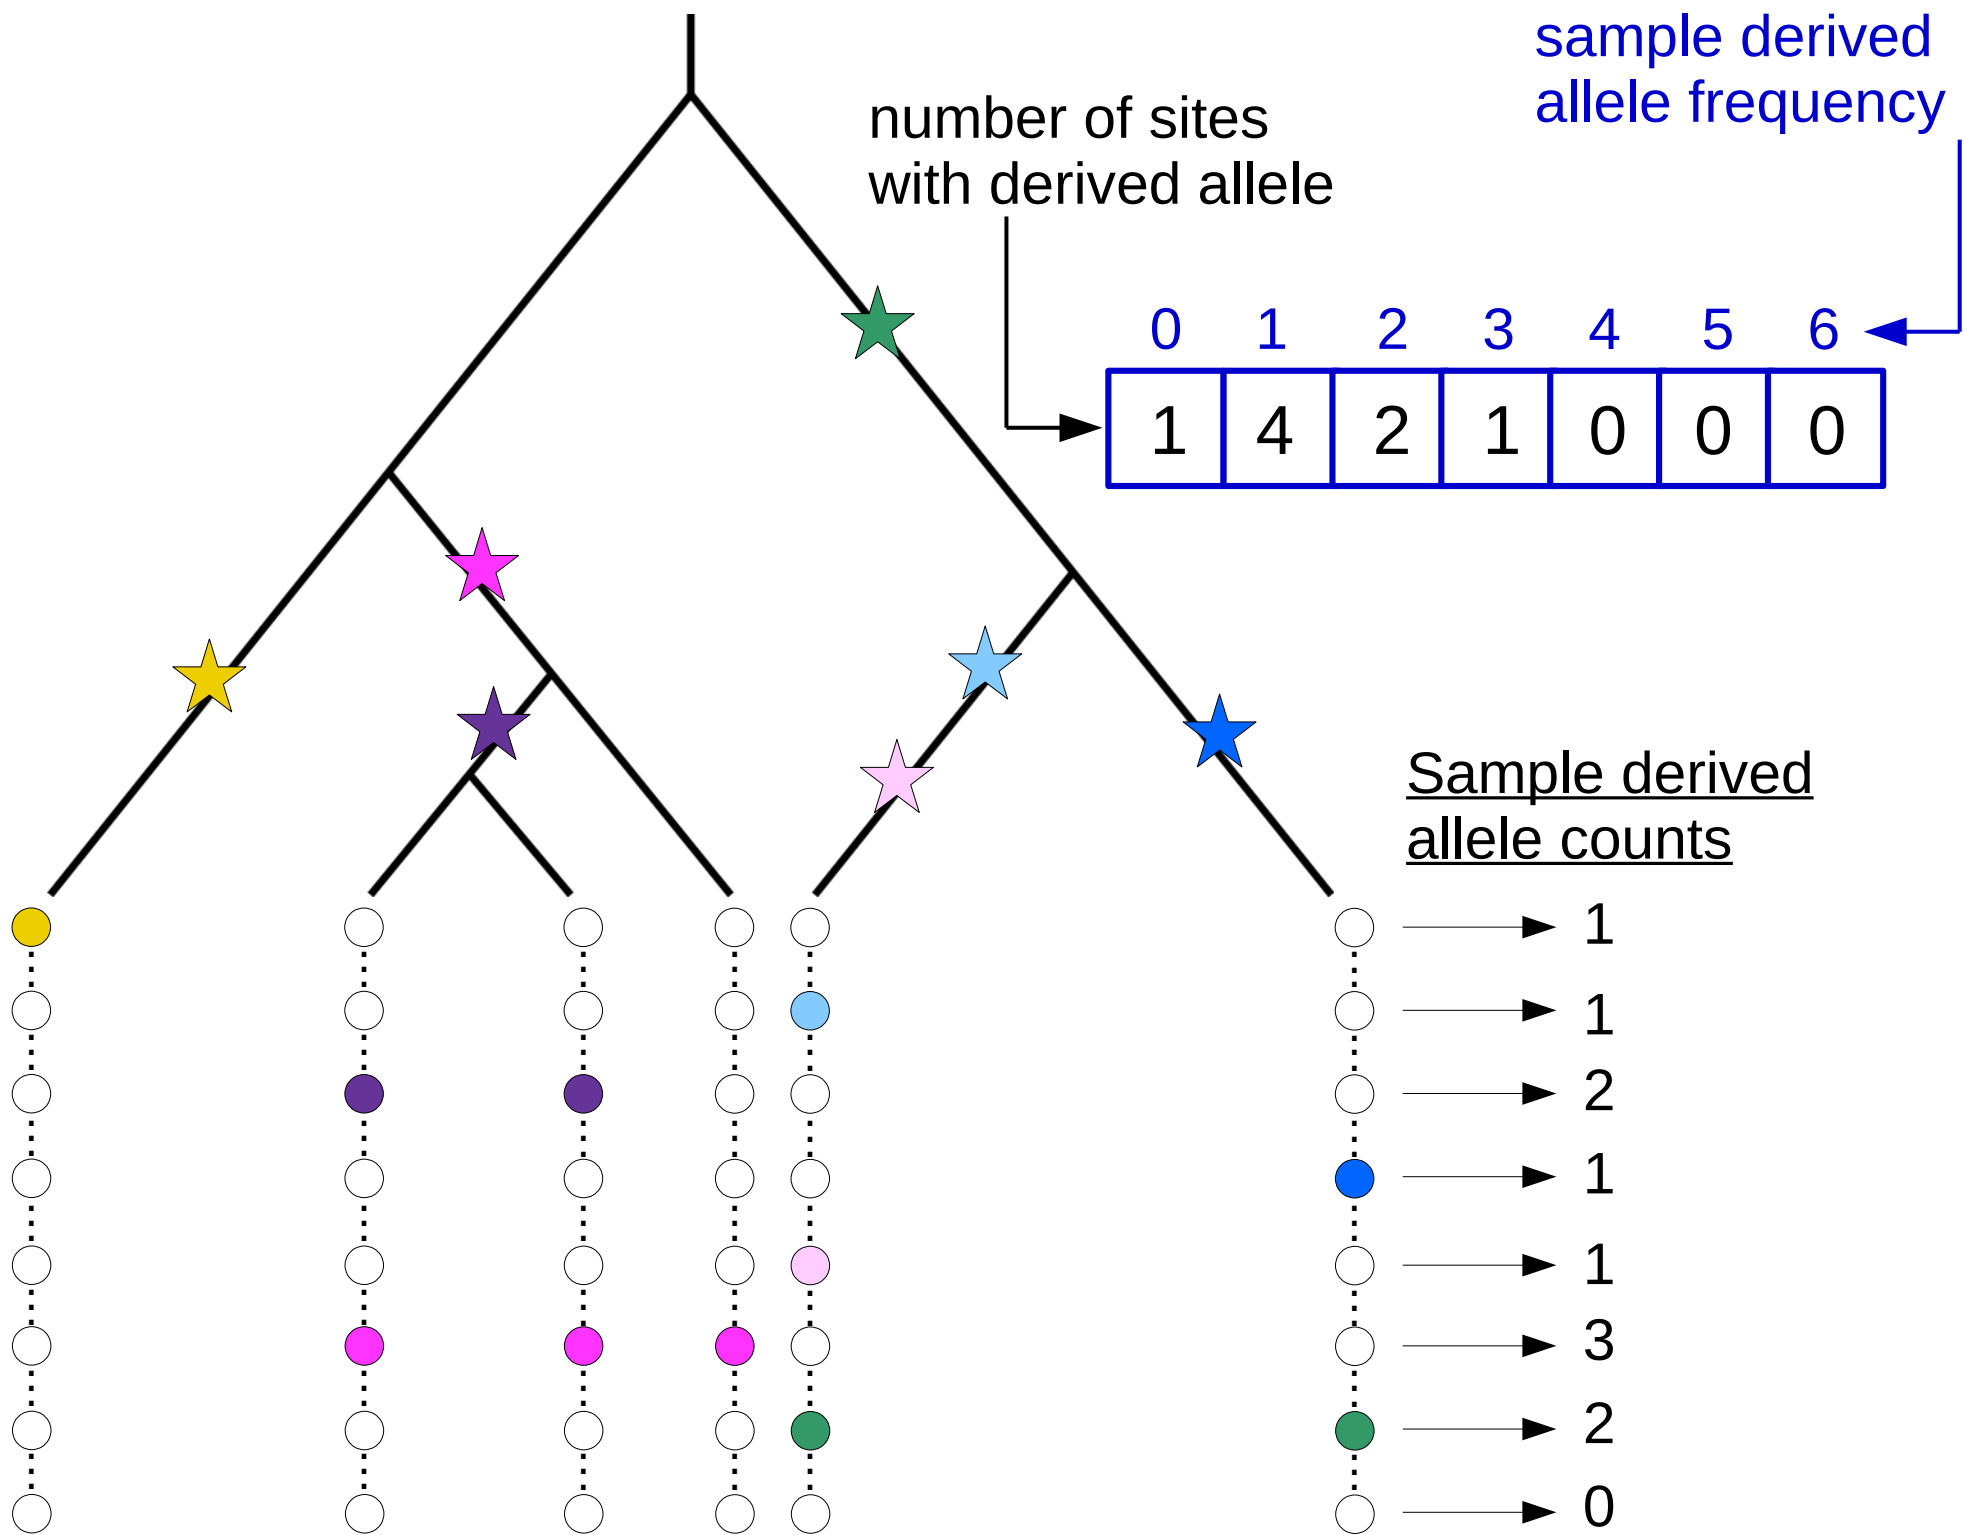 sample derived
allele frequency
number of sites
with derived allele
0 1 2 3 4 5 6
1 4 2 1 0 0 0
Sample derived
allele counts
1
1
2
1
1
3
2
0